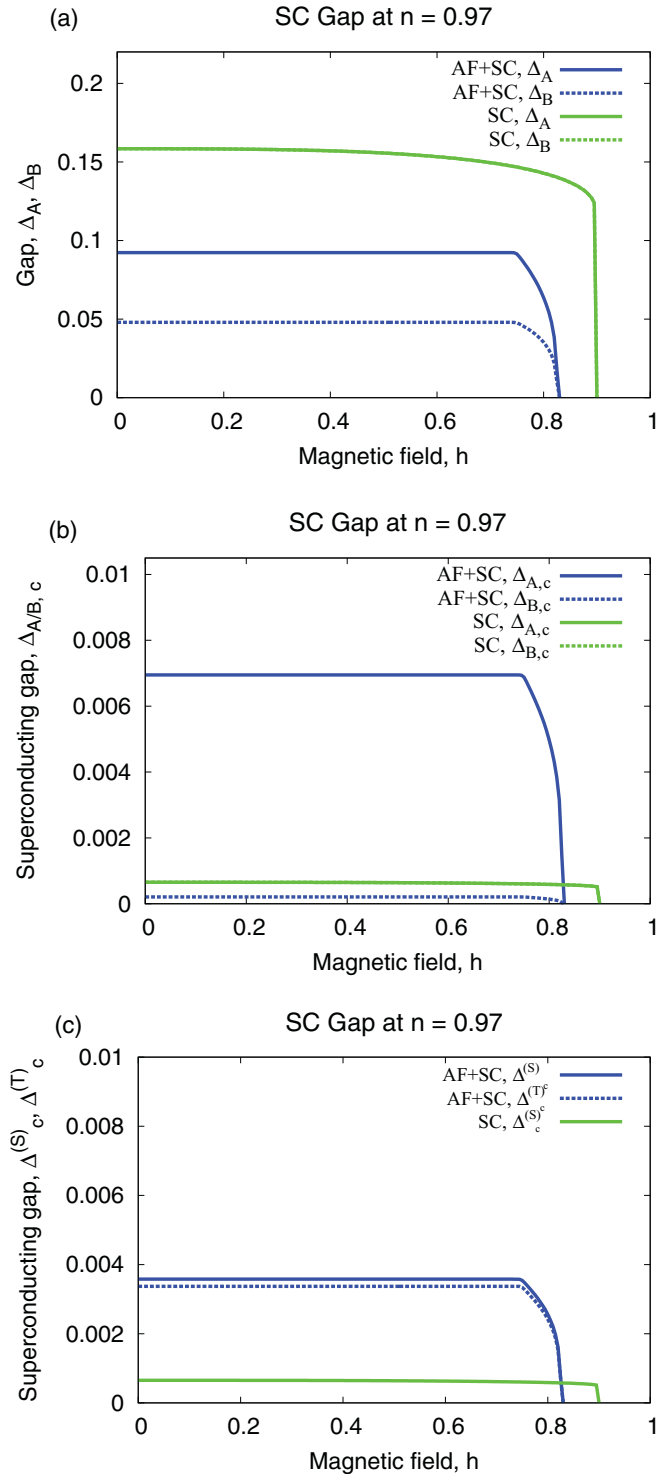 (a)
SC Gap at n = 0.97
AF+SC, Δ_A
AF+SC, Δ_B
SC, Δ_A
SC, Δ_B
0.2
0.15
0.1
0.05
0
Gap, Δ_A, Δ_B
0 0.2 0.4 0.6 0.8 1
Magnetic field, h
(b)
SC Gap at n = 0.97
AF+SC, Δ_A,c
AF+SC, Δ_B,c
SC, Δ_A,c
SC, Δ_B,c
0.01
0.008
0.006
0.004
0.002
0
Superconducting gap, Δ_A/B, c
0 0.2 0.4 0.6 0.8 1
Magnetic field, h
(c)
SC Gap at n = 0.97
AF+SC, Δ^(S)_c
AF+SC, Δ^(T)_c
SC, Δ^(S)_c
0.01
0.008
0.006
0.004
0.002
0
Superconducting gap, Δ^(S)_c, Δ^(T)_c
0 0.2 0.4 0.6 0.8 1
Magnetic field, h